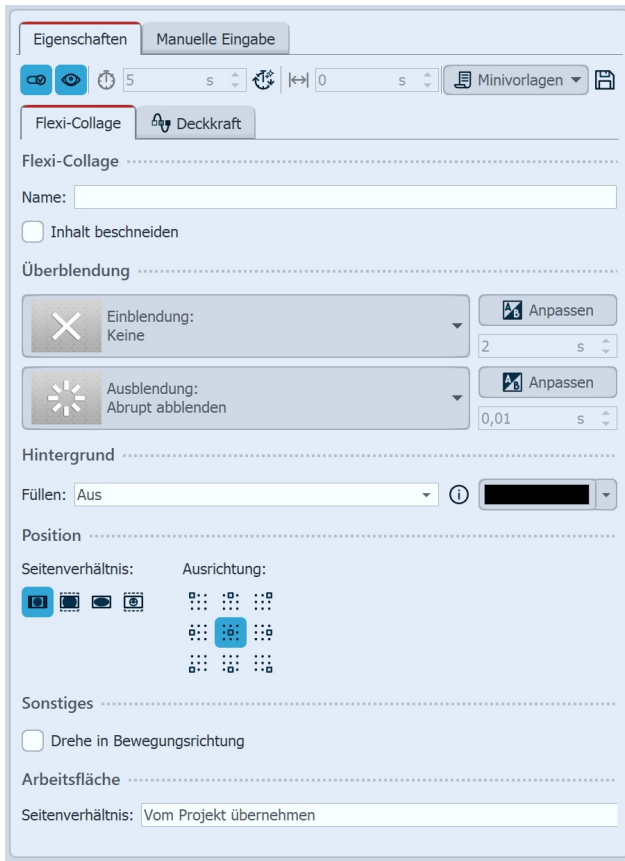 Eigenschaften Manuelle Eingabe
5 s 0 s Minivorlagen
Flexi-Collage Deckkraft
Flexi-Collage
Name:
Inhalt beschneiden
Überblendung
Einblendung: Anpassen
Keine
2 s
Ausblendung: Anpassen
Abrupt abblenden
0,01 s
Hintergrund
Füllen: Aus
Position
Seitenverhältnis: Ausrichtung:
Sonstiges
Drehe in Bewegungsrichtung
Arbeitsfläche
Seitenverhältnis: Vom Projekt übernehmen